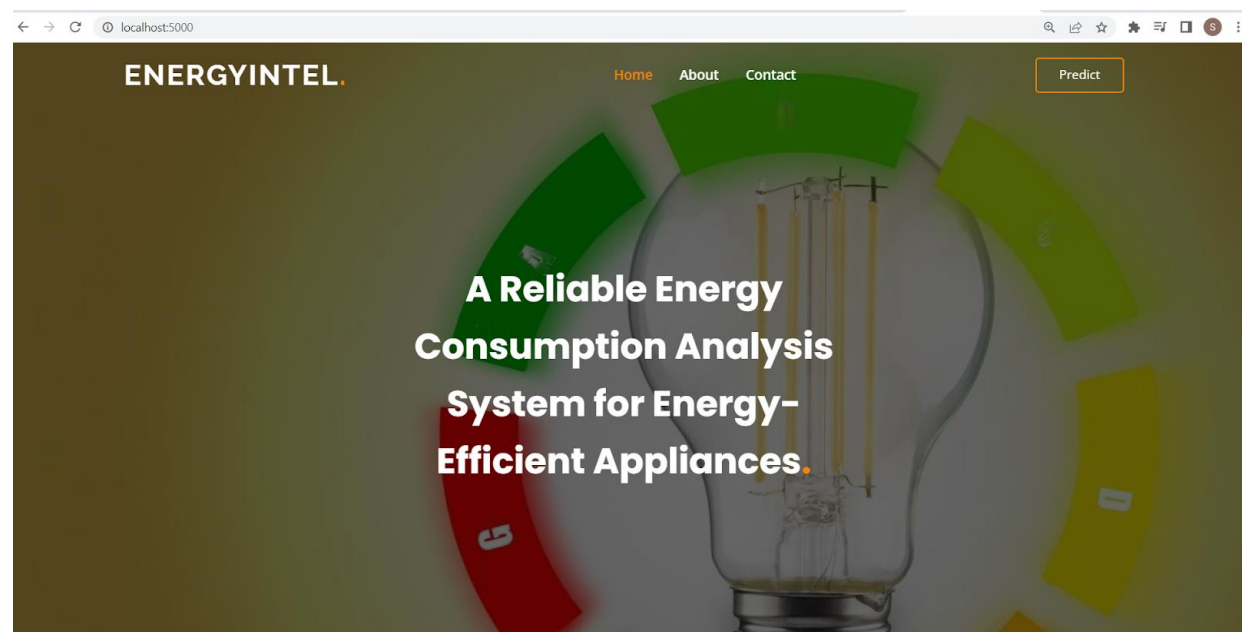 localhost:5000
S
ENERGYINTEL.
Home About Contact
Predict
A Reliable Energy
Consumption Analysis
System for Energy-
Efficient Appliances.
G
D